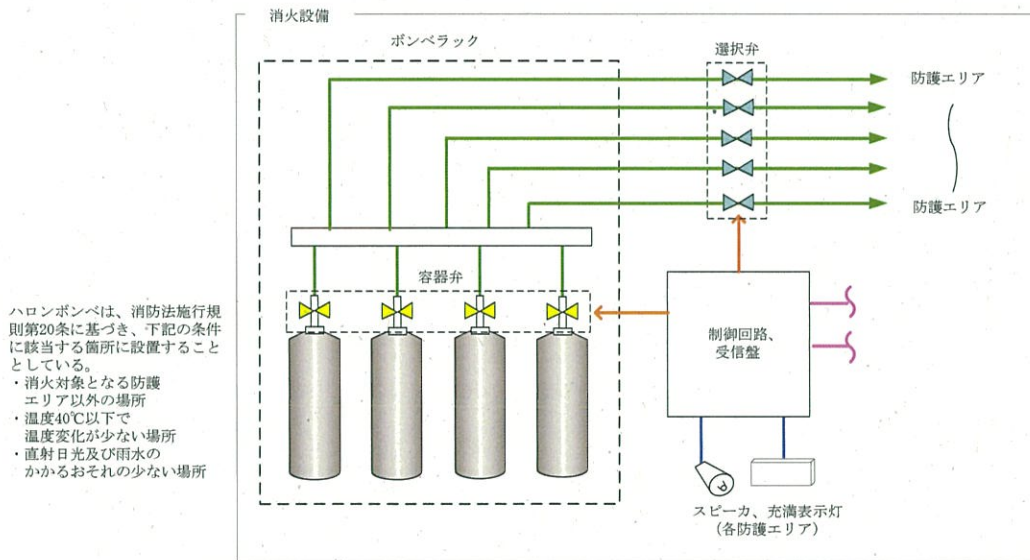 消火設備
ボンベラック
選択弁
防護エリア
防護エリア
容器弁
ハロンボンベは、消防法施行規
則第20条に基づき、下記の条件
に該当する箇所に設置すること
としている。
・消火対象となる防護
エリア以外の場所
・温度40℃以下で
温度変化が少ない場所
・直射日光及び雨水の
かかるおそれの少ない場所
制御回路、
受信盤
スピーカ、充満表示灯
(各防護エリア)